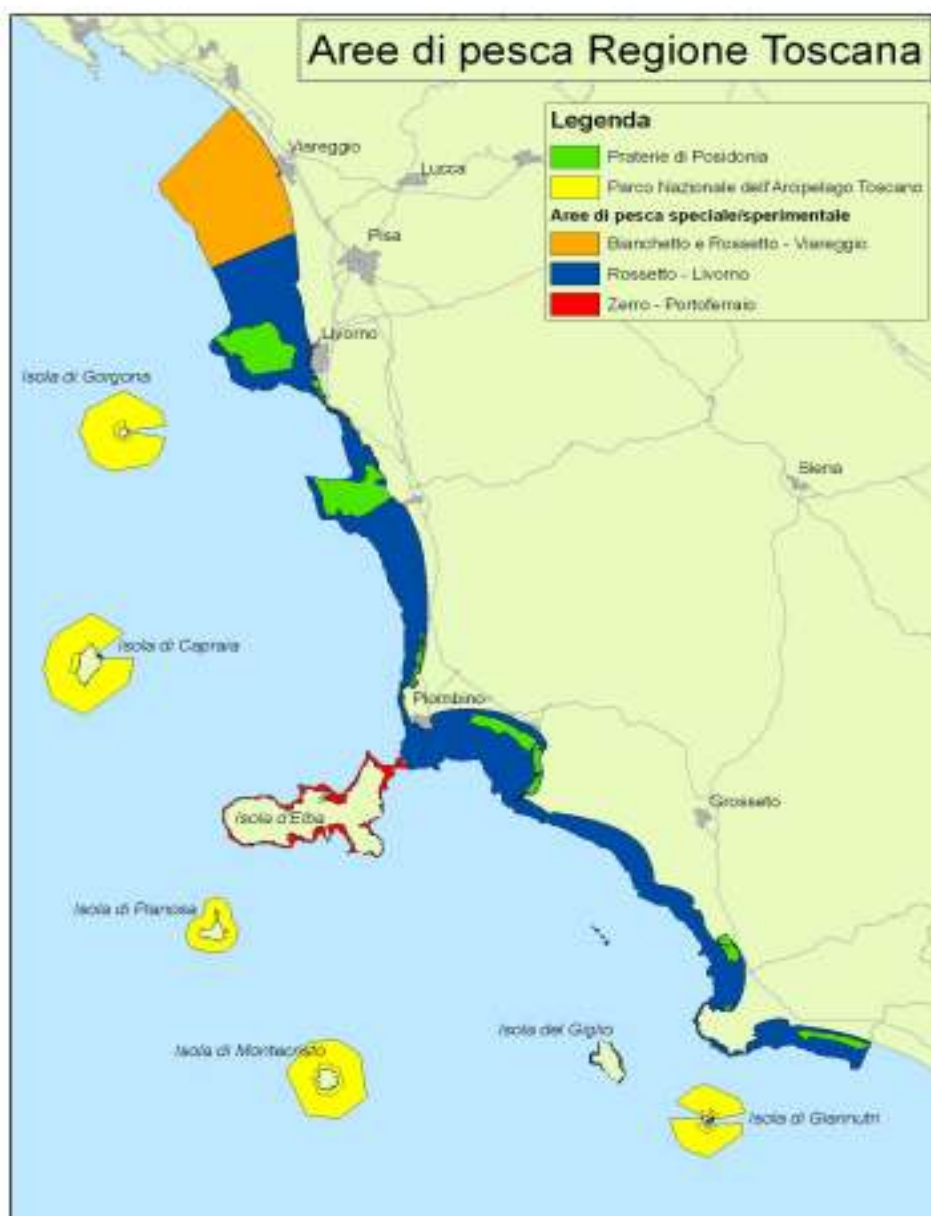 Aree di pesca Regione Toscana
Legenda
Praterie di Posidonia
Parco Nazionale dell'Arcipelago Toscano
Aree di pesca speciale/sperimentale
Bianchetto e Rossetto - Viareggio
Rossetto - Livorno
Zerro - Portoferraio
Viareggio
Lucca
Pisa
Livorno
Isola di Gorgona
Siena
Isola di Capraia
Piombino
Grosseto
Isola d'Elba
Isola di Pianosa
Isola del Giglio
Isola di Montecristo
Isola di Giannutri